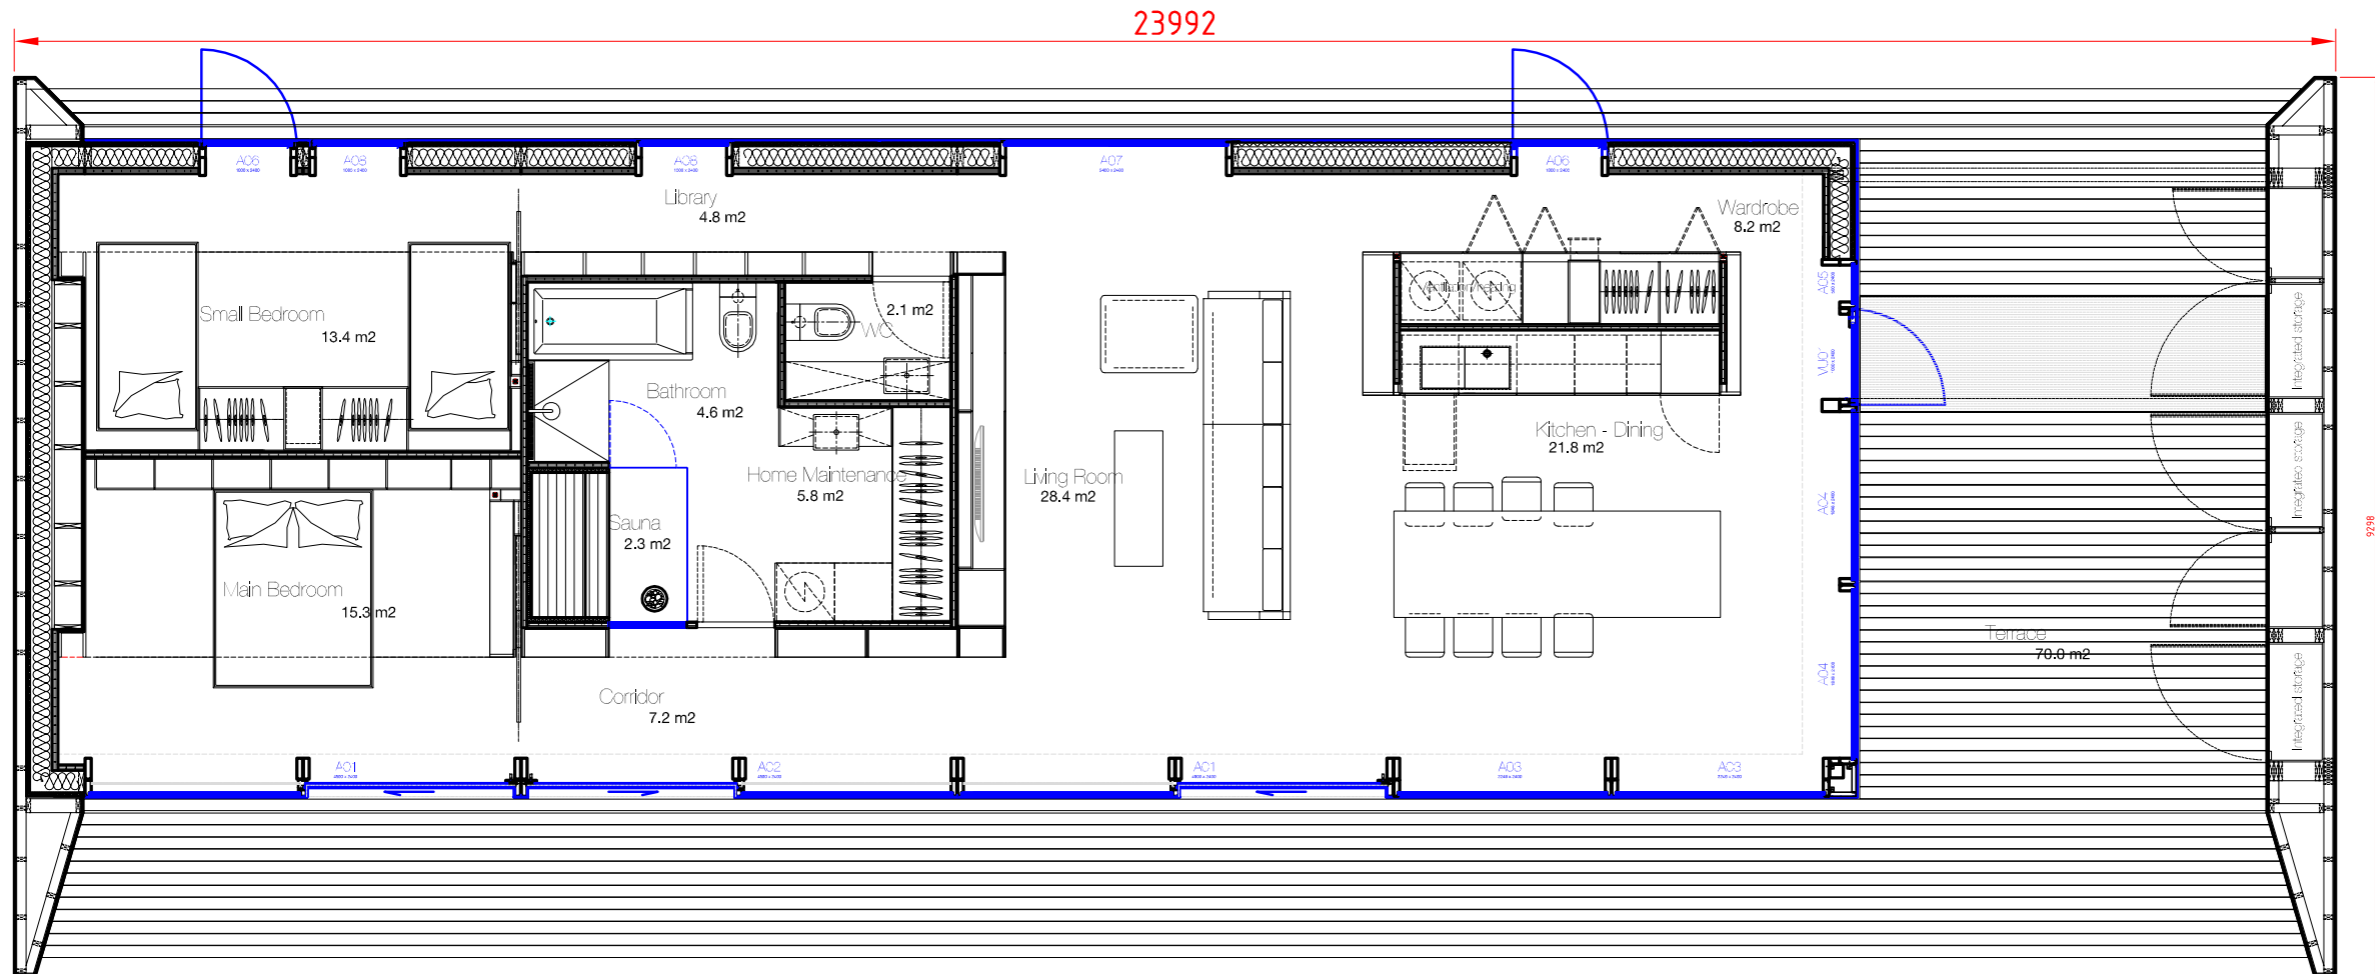 23992
A06
A08
A08
A07
A06
Library
4.8 m2
Wardrobe
8.2 m2
A05
Small Bedroom
13.4 m2
2.1 m2
WC
Integrated storage
VU01
Bathroom
4.6 m2
Kitchen - Dining
21.8 m2
Home Maintenance
5.8 m2
Living Room
28.4 m2
A04
Integrated storage
9298
Sauna
2.3 m2
Main Bedroom
15.3 m2
Terrace
70.0 m2
A04
Integrated storage
Corridor
7.2 m2
A01
A02
A01
A03
A03